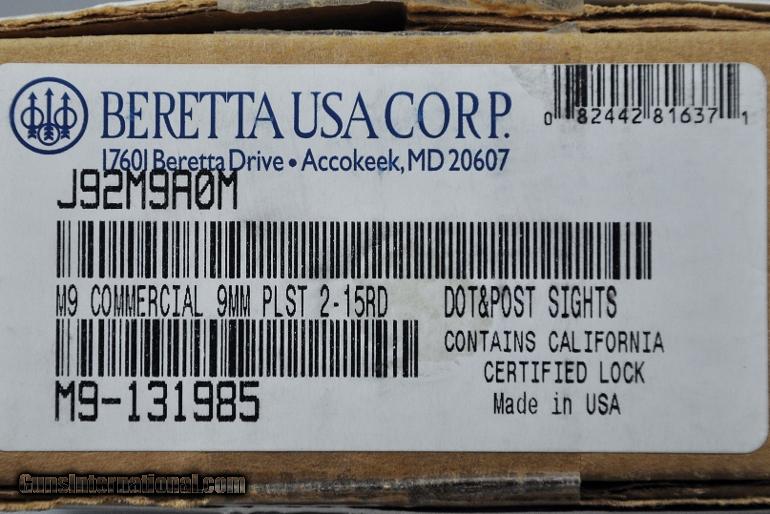 BERETTA USA CORP.
17601 Beretta Drive • Accokeek, MD 20607
0 82442 81637 1
J92M9A0M
M9 COMMERCIAL 9MM PLST 2-15RD
DOT&POST SIGHTS
CONTAINS CALIFORNIA
CERTIFIED LOCK
Made in USA
M9-131985
GunsInternational.com